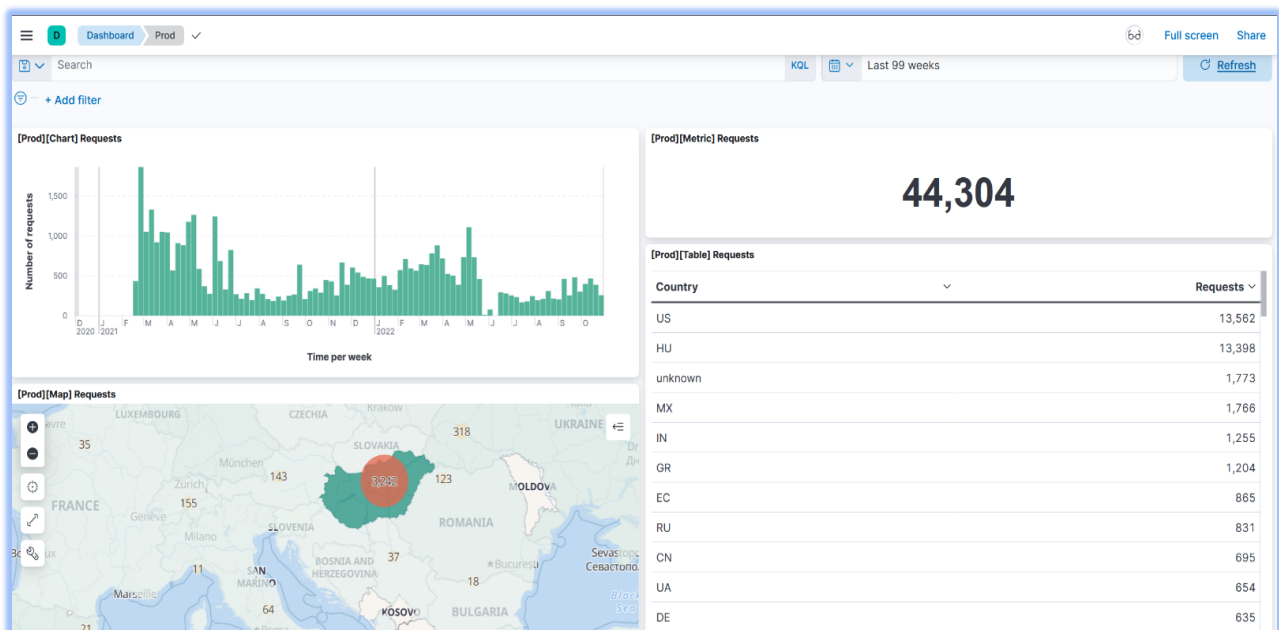 D Dashboard Prod Full screen Share
Search KQL Last 99 weeks Refresh
+ Add filter
[Prod][Chart] Requests
Number of requests
1,500
1,000
500
0
D J F M A M J J A S O N D J F M A M J J A S O
2020 2021 2022
Time per week
[Prod][Metric] Requests
44,304
[Prod][Table] Requests
Country Requests
US 13,562
HU 13,398
unknown 1,773
MX 1,766
IN 1,255
GR 1,204
EC 865
RU 831
CN 695
UA 654
DE 635
[Prod][Map] Requests
LUXEMBOURG CZECHIA Krakow UKRAINE
35 318
SLOVAKIA
München 143 3,242 123 MOLDOVA
Zürich
FRANCE 155
Genève ROMANIA
SLOVENIA
Milano
BOSNIA AND HERZEGOVINA 37 București
11 SAN MARINO 18
Marseille
64 KOSOVO BULGARIA Black Sea
21 Roma